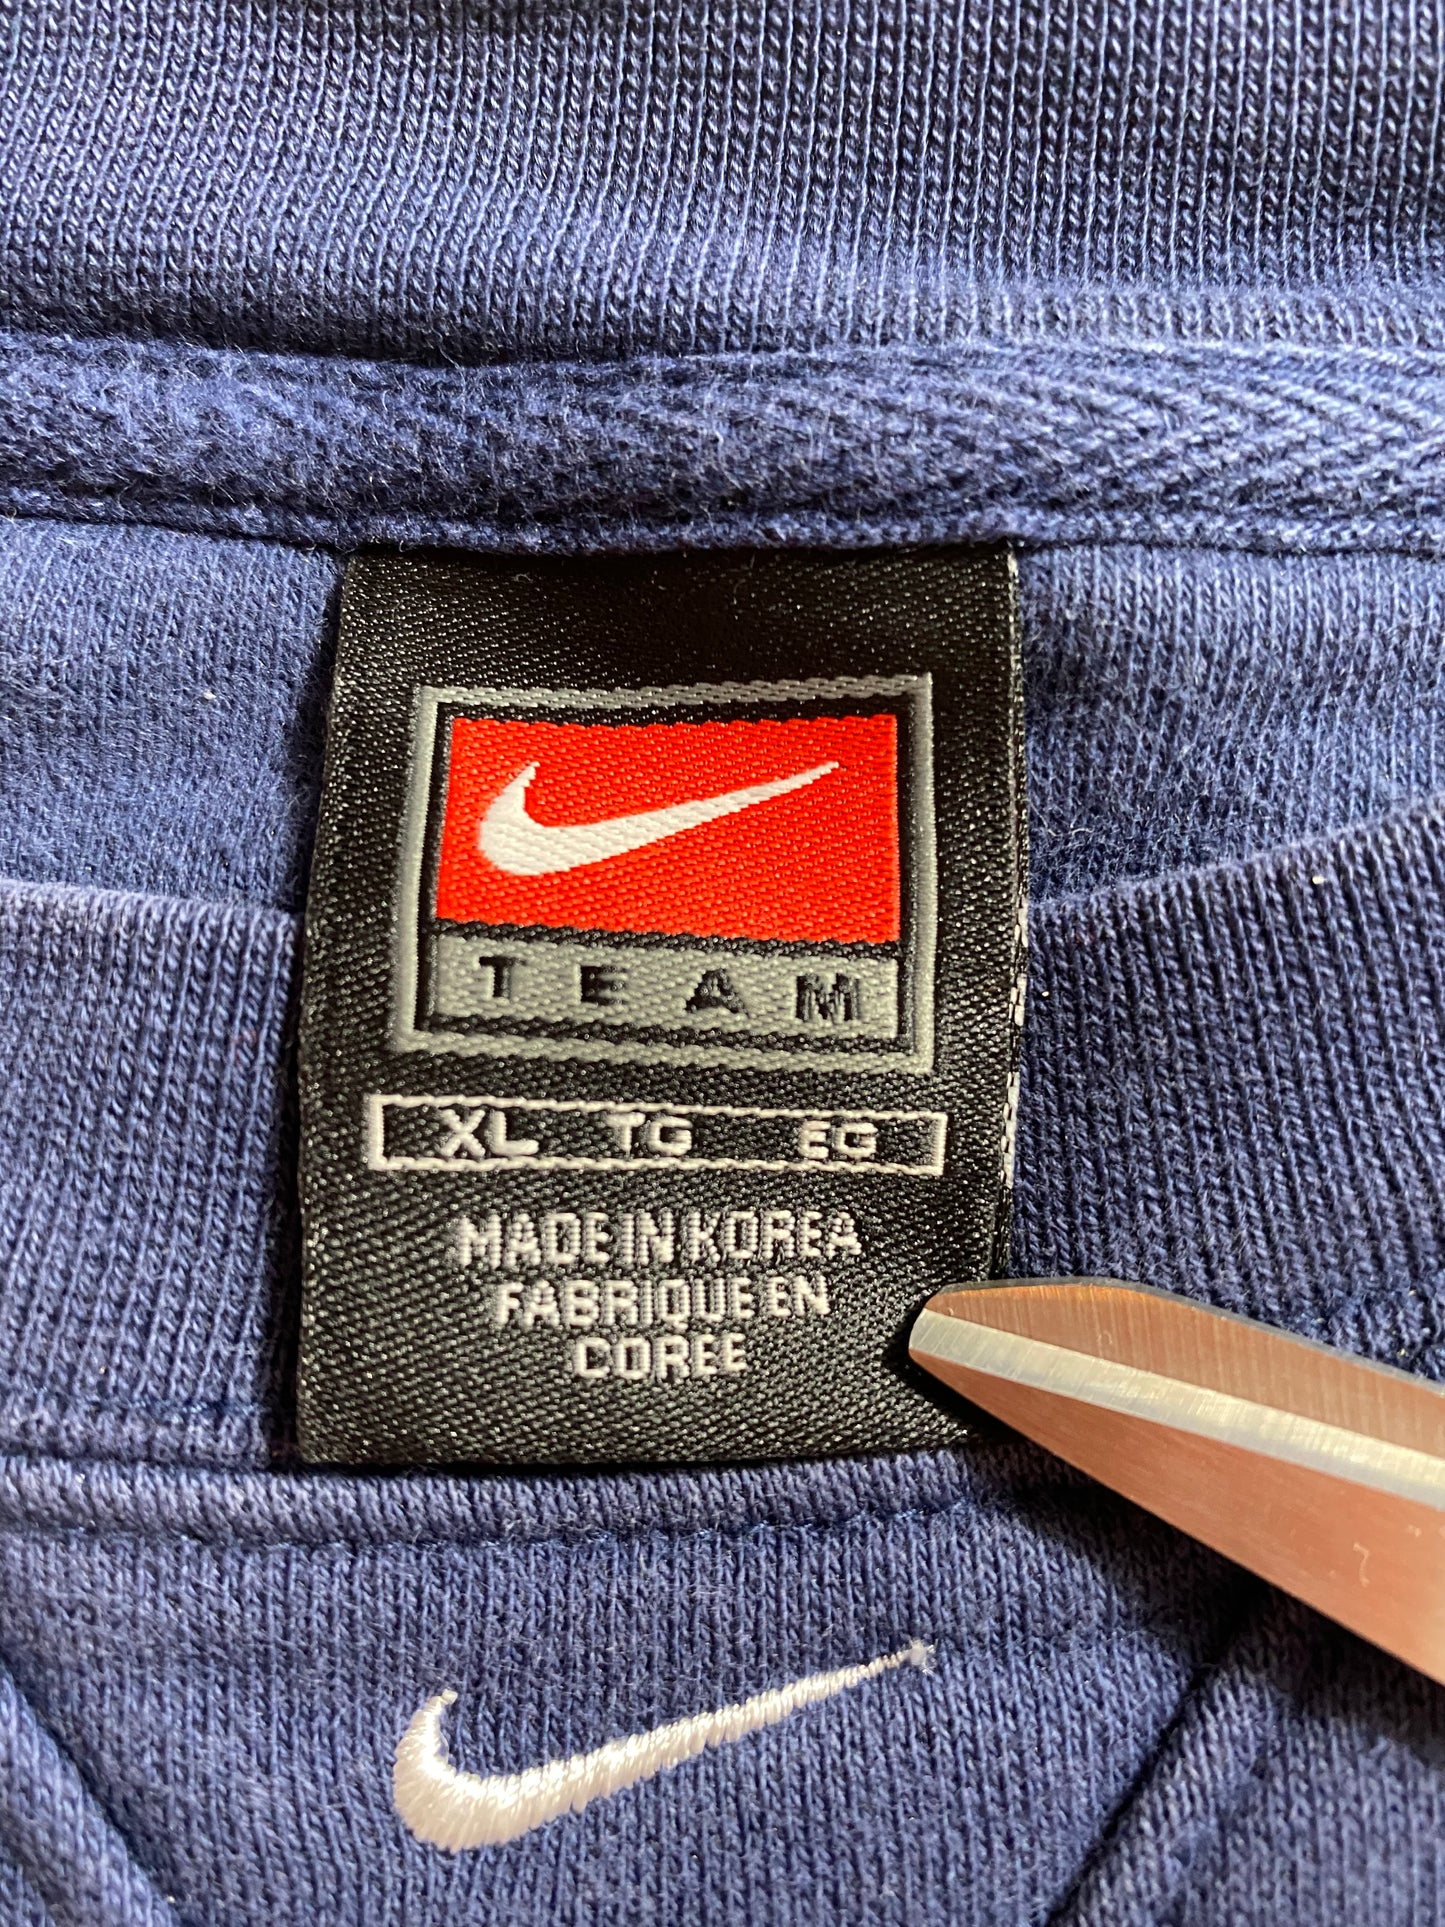 TEAM
XL TG EG
MADE IN KOREA
FABRIQUE EN
COREE